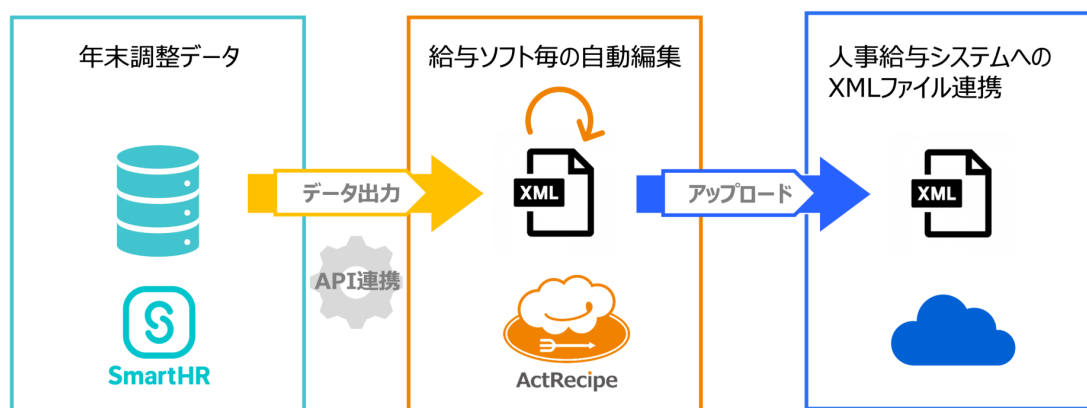 年末調整データ
給与ソフト毎の自動編集
人事給与システムへの
XMLファイル連携
XML
データ出力
XML
アップロード
XML
API連携
SmartHR
ActRecipe